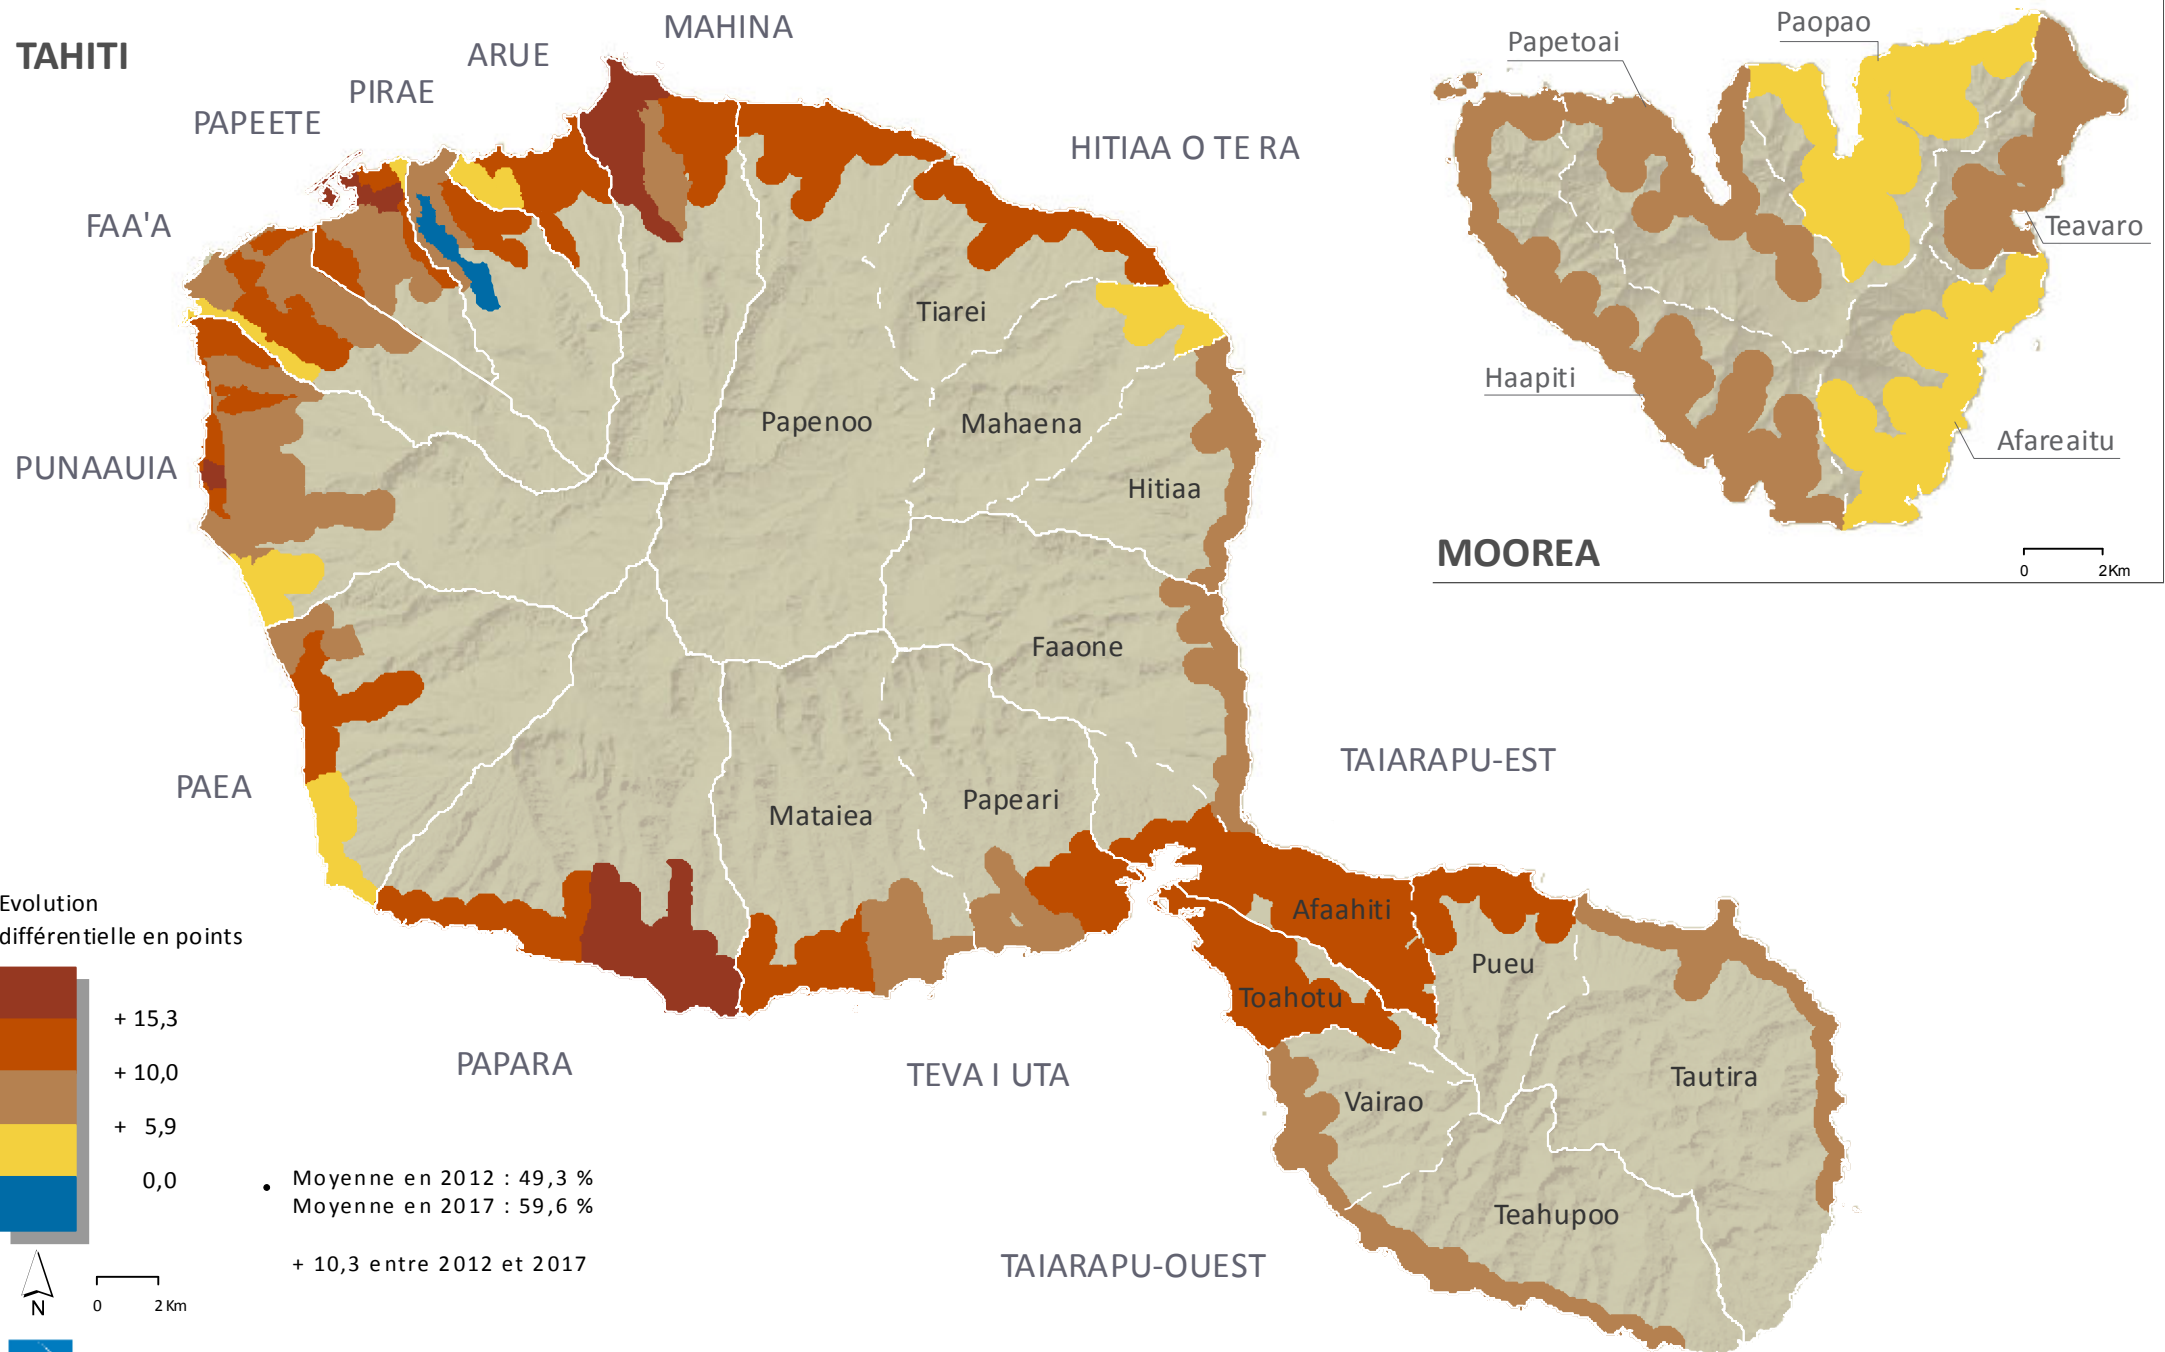 TAHITI
MAHINA
ARUE
PIRAE
PAPEETE
FAA'A
HITIAA O TE RA
PUNAAUIA
PAEA
PAPARA
TEVA I UTA
TAIARAPU-EST
TAIARAPU-OUEST
Tiarei
Papenoo
Mahaena
Hitiaa
Faaone
Papeari
Mataiea
Afaahiti
Pueu
Toahotu
Tautira
Vairao
Teahupoo
Papetoai
Paopao
Teavaro
Haapiti
Afareaitu
MOOREA
0 2Km
Evolution
différentielle en points
+ 15,3
+ 10,0
+ 5,9
0,0
• Moyenne en 2012 : 49,3 %
Moyenne en 2017 : 59,6 %
+ 10,3 entre 2012 et 2017
N
0 2 Km